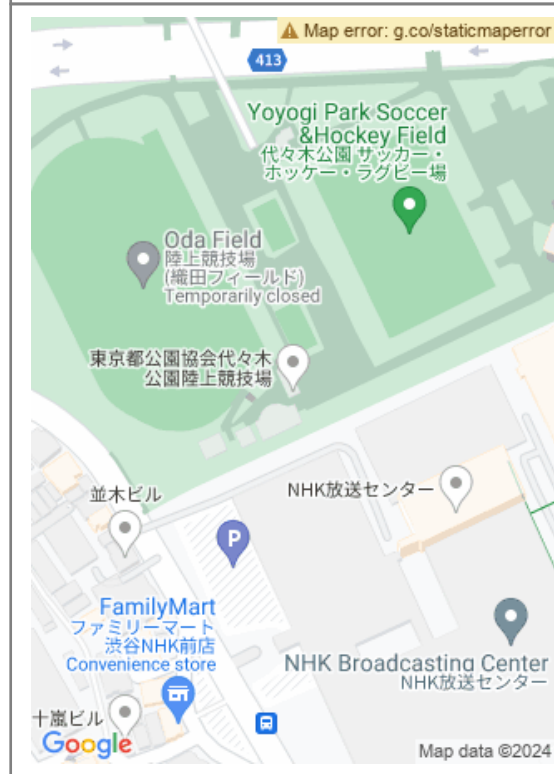 Map error: g.co/staticmaperror
413
Yoyogi Park Soccer
&Hockey Field
代々木公園 サッカー・
ホッケー・ラグビー場
Oda Field
陸上競技場
(織田フィールド)
Temporarily closed
東京都公園協会代々木
公園陸上競技場
NHK放送センター
並木ビル
P
FamilyMart
ファミリーマート
渋谷NHK前店
Convenience store
NHK Broadcasting Center
NHK放送センター
十嵐ビル
Google
Map data ©2024